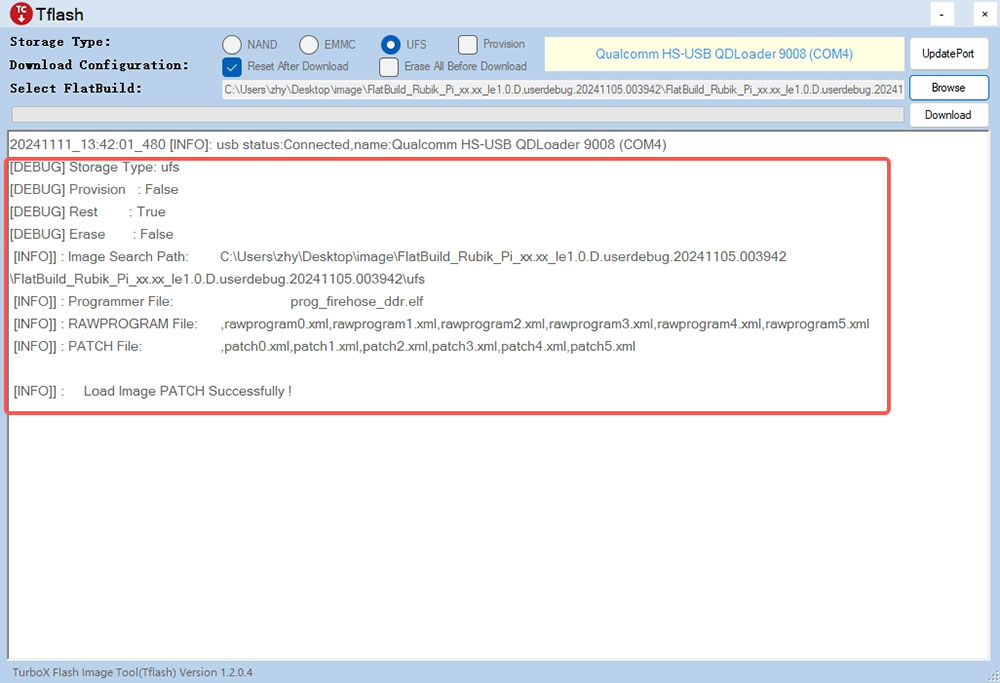 TC Tflash - ×
Storage Type: NAND EMMC UFS Provision Qualcomm HS-USB QDLoader 9008 (COM4) UpdatePort
Download Configuration: Reset After Download Erase All Before Download
Select FlatBuild: C:\Users\zhy\Desktop\image\FlatBuild_Rubik_Pi_xx.xx_le1.0.D.userdebug.20241105.003942\FlatBuild_Rubik_Pi_xx.xx_le1.0.D.userdebug.20241 Browse
Download
20241111_13:42:01_480 [INFO]: usb status:Connected,name:Qualcomm HS-USB QDLoader 9008 (COM4)
[DEBUG] Storage Type: ufs
[DEBUG] Provision : False
[DEBUG] Rest : True
[DEBUG] Erase : False
[INFO]] : Image Search Path: C:\Users\zhy\Desktop\image\FlatBuild_Rubik_Pi_xx.xx_le1.0.D.userdebug.20241105.003942
\FlatBuild_Rubik_Pi_xx.xx_le1.0.D.userdebug.20241105.003942\ufs
[INFO]] : Programmer File: prog_firehose_ddr.elf
[INFO]] : RAWPROGRAM File: ,rawprogram0.xml,rawprogram1.xml,rawprogram2.xml,rawprogram3.xml,rawprogram4.xml,rawprogram5.xml
[INFO]] : PATCH File: ,patch0.xml,patch1.xml,patch2.xml,patch3.xml,patch4.xml,patch5.xml
[INFO]] : Load Image PATCH Successfully !
TurboX Flash Image Tool(Tflash) Version 1.2.0.4